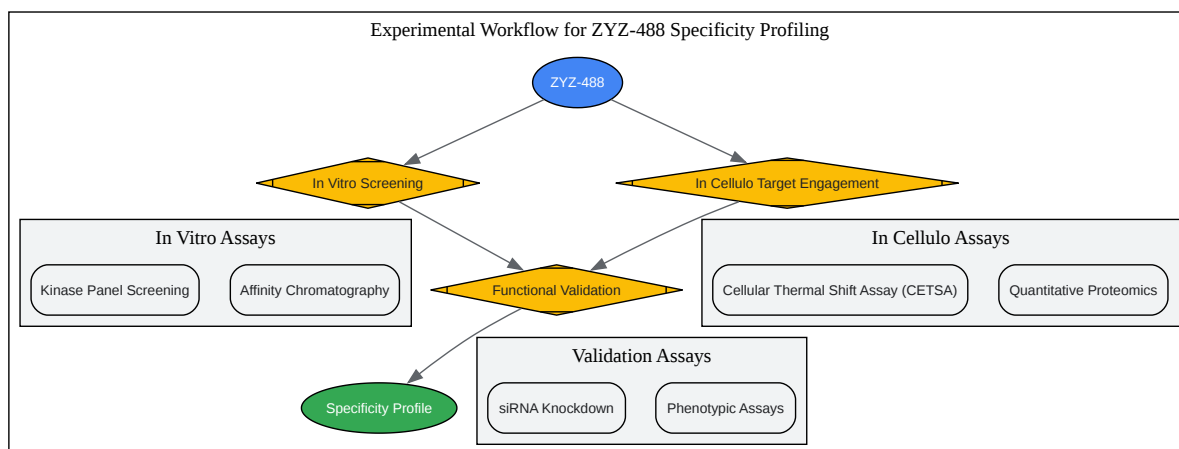 Experimental Workflow for ZYZ-488 Specificity Profiling
ZYZ-488
In Vitro Screening
In Cellulo Target Engagement
In Vitro Assays
Kinase Panel Screening
Affinity Chromatography
In Cellulo Assays
Cellular Thermal Shift Assay (CETSA)
Quantitative Proteomics
Functional Validation
Validation Assays
siRNA Knockdown
Phenotypic Assays
Specificity Profile